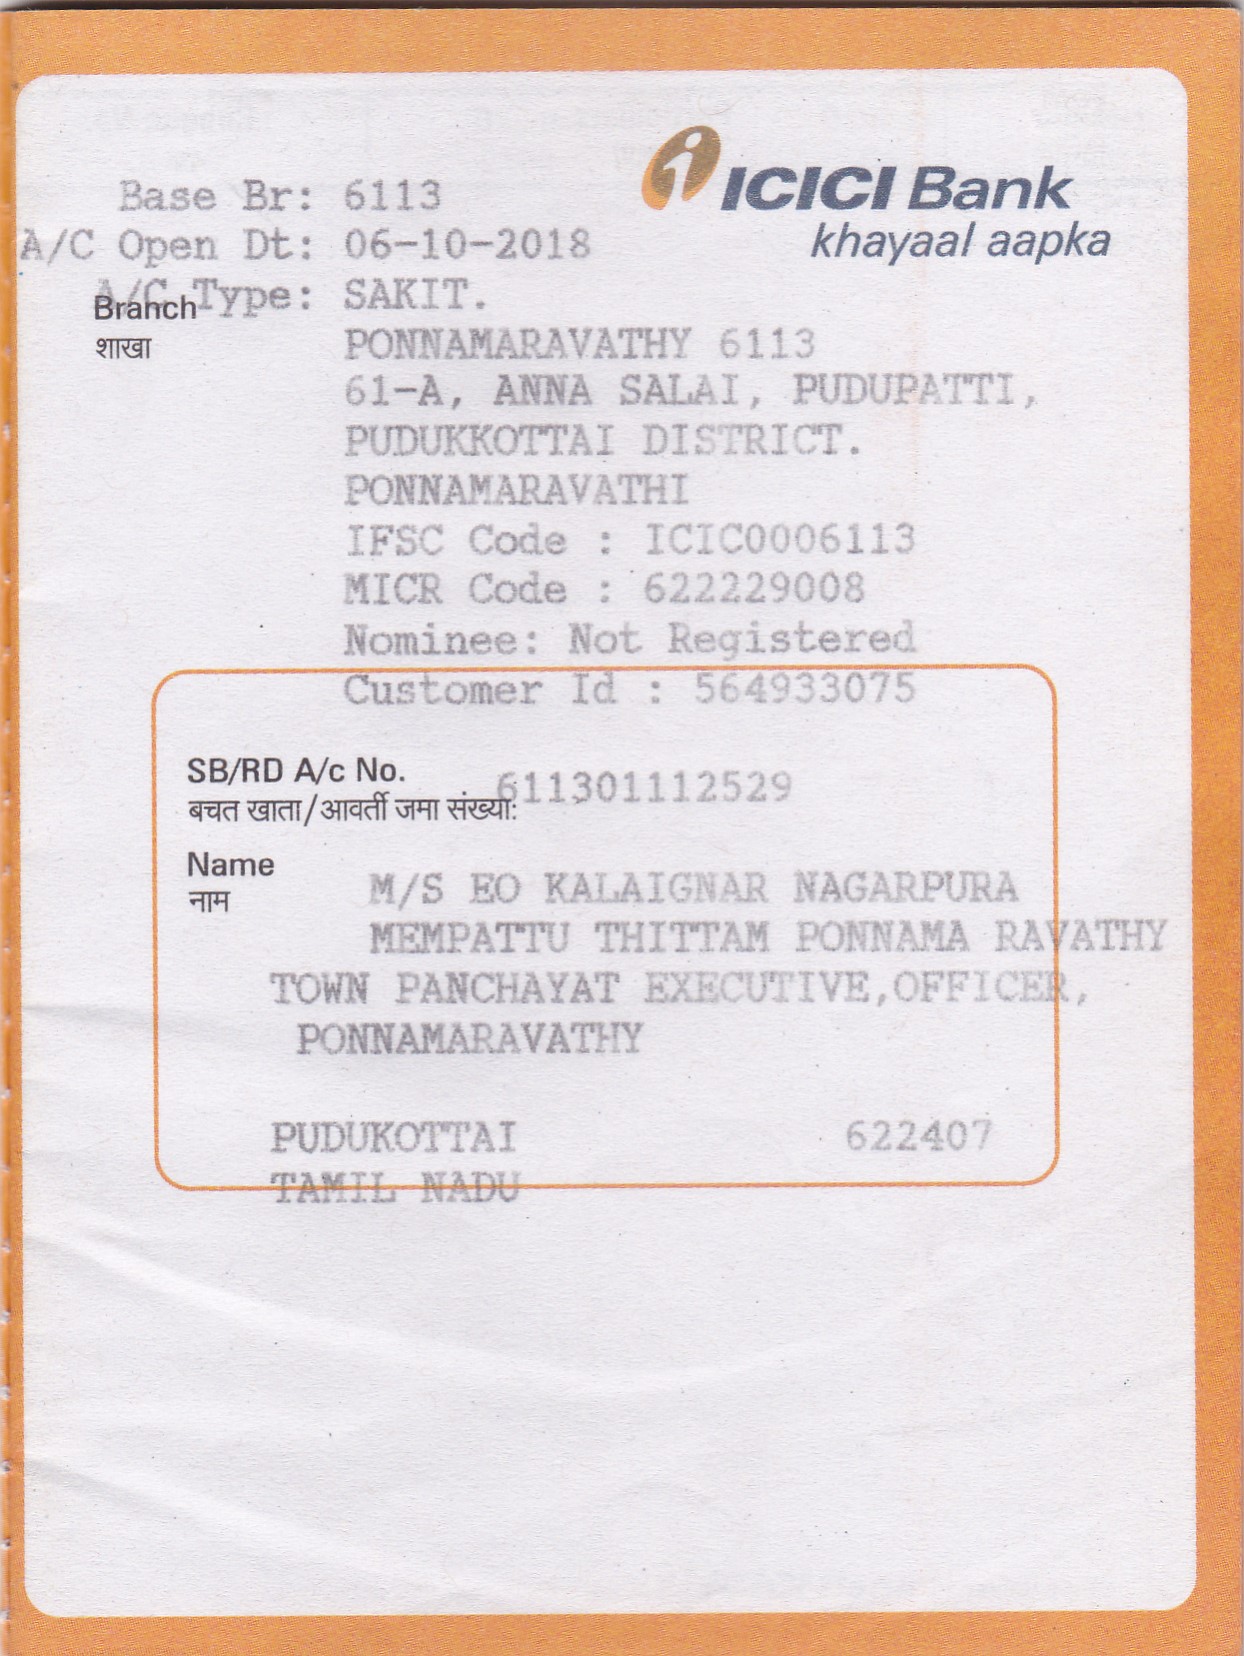 ICICI Bank
khayaal aapka
Base Br: 6113
A/C Open Dt: 06-10-2018
A/C Type: SAKIT.
Branch
शाखा
PONNAMARAVATHY 6113
61-A, ANNA SALAI, PUDUPATTI,
PUDUKKOTTAI DISTRICT.
PONNAMARAVATHI
IFSC Code : ICIC0006113
MICR Code : 622229008
Nominee: Not Registered
Customer Id : 564933075
SB/RD A/c No. 611301112529
बचत खाता/आवर्ती जमा संख्या:
Name
नाम
M/S EO KALAIGNAR NAGARPURA
MEMPATTU THITTAM PONNAMA RAVATHY
TOWN PANCHAYAT EXECUTIVE,OFFICER,
PONNAMARAVATHY
PUDUKOTTAI 622407
TAMIL NADU